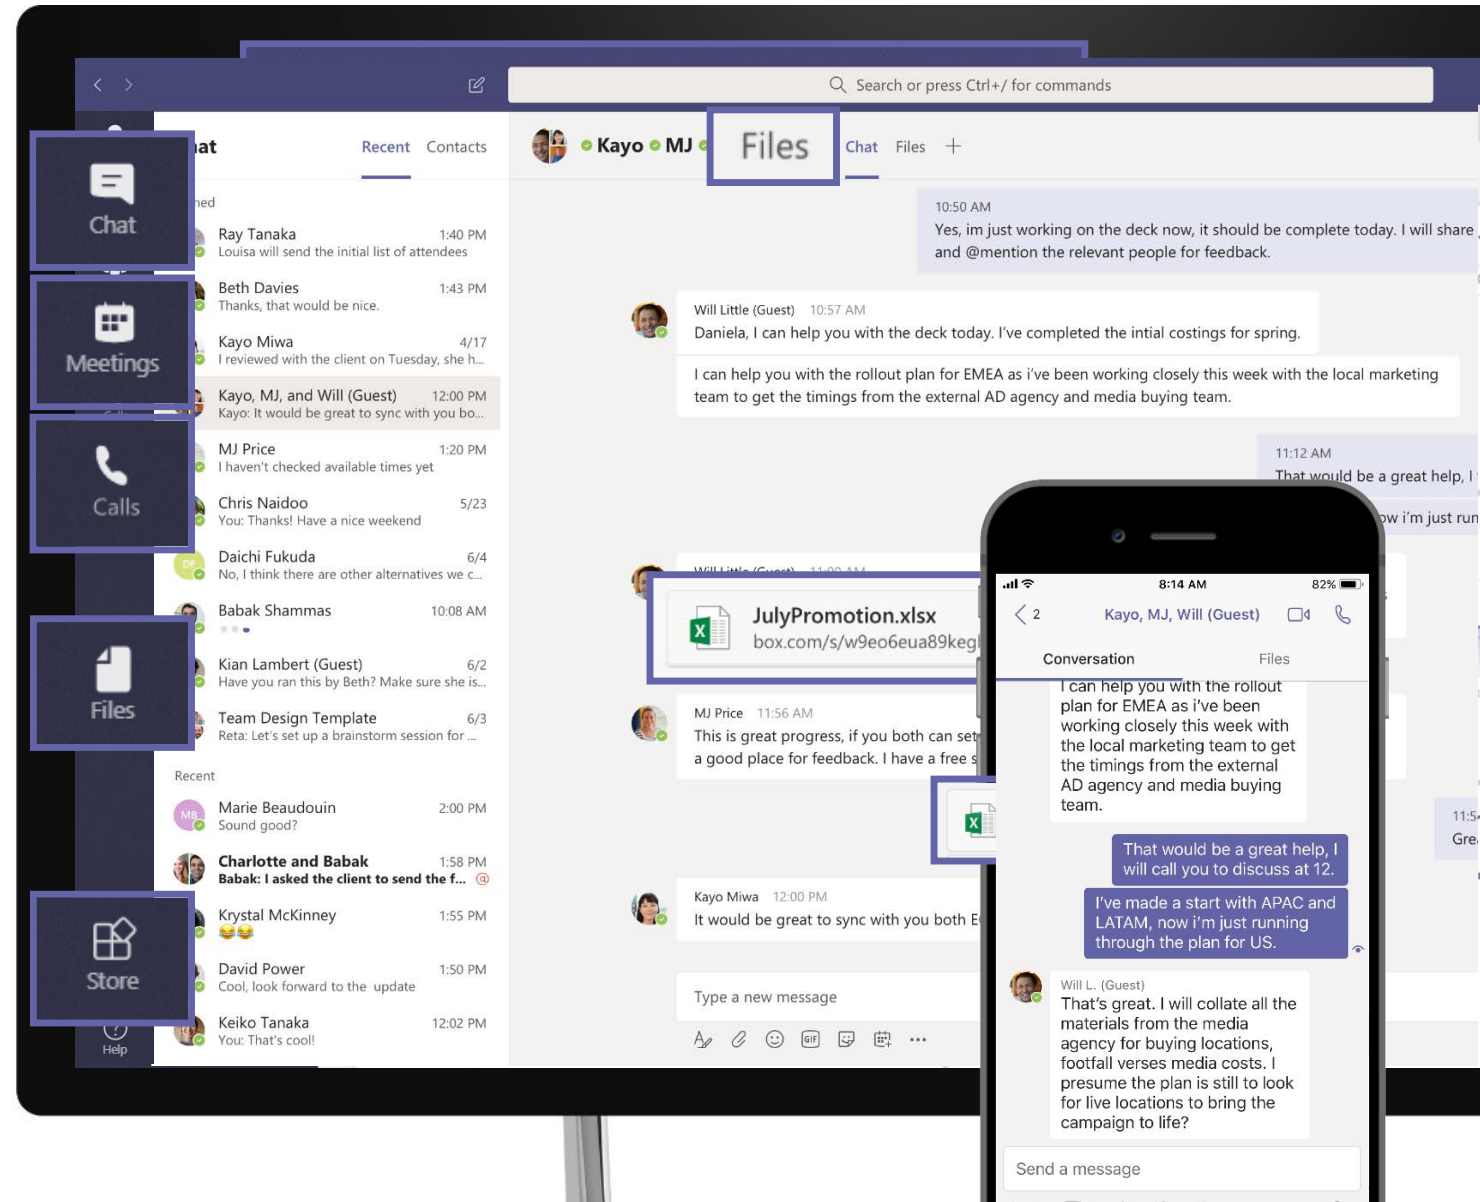 Search or press Ctrl+/ for commands
Chat
Meetings
Calls
Files
Store
Help
Recent
Contacts
Ray Tanaka
1:40 PM
Louisa will send the initial list of attendees
Beth Davies
1:43 PM
Thanks, that would be nice.
Kayo Miwa
4/17
I reviewed with the client on Tuesday, she h...
Kayo, MJ, and Will (Guest)
12:00 PM
Kayo: It would be great to sync with you bo...
MJ Price
1:20 PM
I haven't checked available times yet
Chris Naidoo
5/23
You: Thanks! Have a nice weekend
DF
Daichi Fukuda
6/4
No, I think there are other alternatives we c...
Babak Shammas
10:08 AM
Kian Lambert (Guest)
6/2
Have you ran this by Beth? Make sure she is...
Team Design Template
6/3
Reta: Let's set up a brainstorm session for ...
Recent
MB
Marie Beaudouin
2:00 PM
Sound good?
Charlotte and Babak
1:58 PM
Babak: I asked the client to send the f... @
Krystal McKinney
1:55 PM
😂😂
David Power
1:50 PM
Cool, look forward to the update
Keiko Tanaka
12:02 PM
You: That's cool!
Kayo
MJ
Files
Chat
Files
10:50 AM
Yes, im just working on the deck now, it should be complete today. I will share
and @mention the relevant people for feedback.
Will Little (Guest) 10:57 AM
Daniela, I can help you with the deck today. I've completed the intial costings for spring.
I can help you with the rollout plan for EMEA as i've been working closely this week with the local marketing
team to get the timings from the external AD agency and media buying team.
11:12 AM
That would be a great help, I
i'm just run
JulyPromotion.xlsx
box.com/s/w9eo6eua89keg
MJ Price 11:56 AM
This is great progress, if you both can set
a good place for feedback. I have a free s
11:54
Gre
Kayo Miwa 12:00 PM
It would be great to sync with you both E
Type a new message
GIF
8:14 AM
82%
2
Kayo, MJ, Will (Guest)
Conversation
Files
I can help you with the rollout
plan for EMEA as i've been
working closely this week with
the local marketing team to get
the timings from the external
AD agency and media buying
team.
That would be a great help, I
will call you to discuss at 12.
I've made a start with APAC and
LATAM, now i'm just running
through the plan for US.
Will L. (Guest)
That's great. I will collate all the
materials from the media
agency for buying locations,
footfall verses media costs. I
presume the plan is still to look
for live locations to bring the
campaign to life?
Send a message